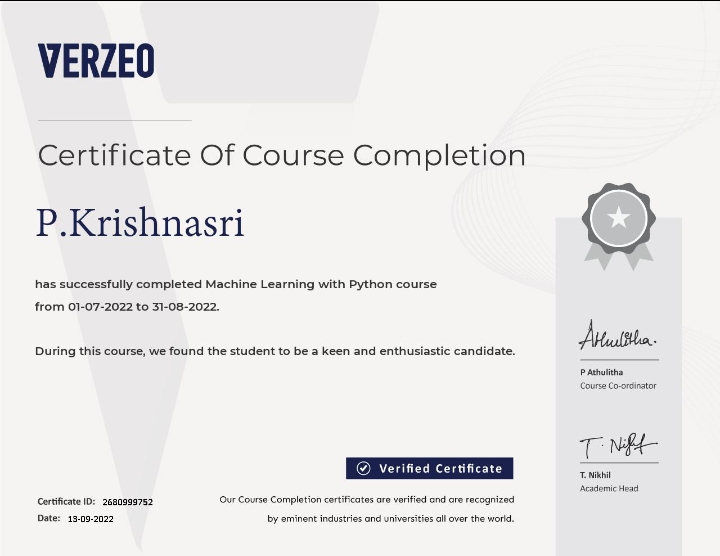 VERZEO
Certificate Of Course Completion
P.Krishnasri
has successfully completed Machine Learning with Python course
from 01-07-2022 to 31-08-2022.
During this course, we found the student to be a keen and enthusiastic candidate.
Athulitha.
P Athulitha
Course Co-ordinator
T. Nikhil
T. Nikhil
Academic Head
Verified Certificate
Our Course Completion certificates are verified and are recognized
by eminent industries and universities all over the world.
Certificate ID: 2680999752
Date: 13-09-2022